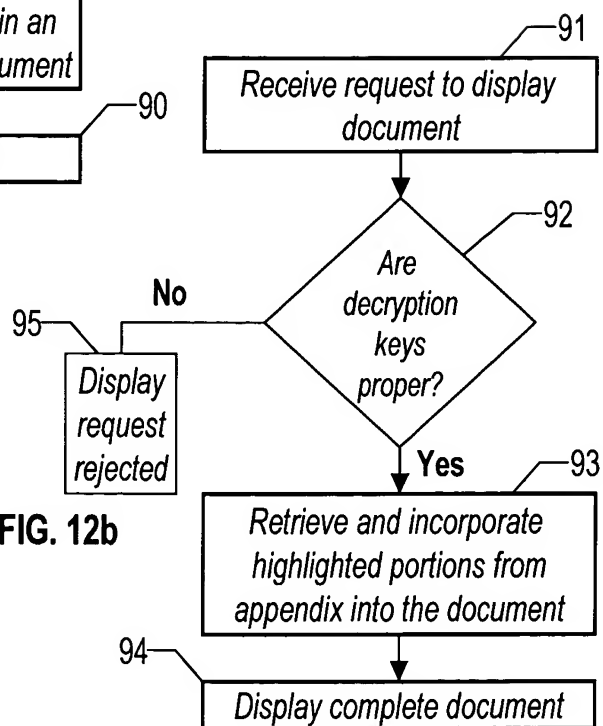 in an
ument
90
91
Receive request to display
document
92
Are
decryption
keys
proper?
No
95
Display
request
rejected
Yes
93
FIG. 12b
Retrieve and incorporate
highlighted portions from
appendix into the document
94
Display complete document